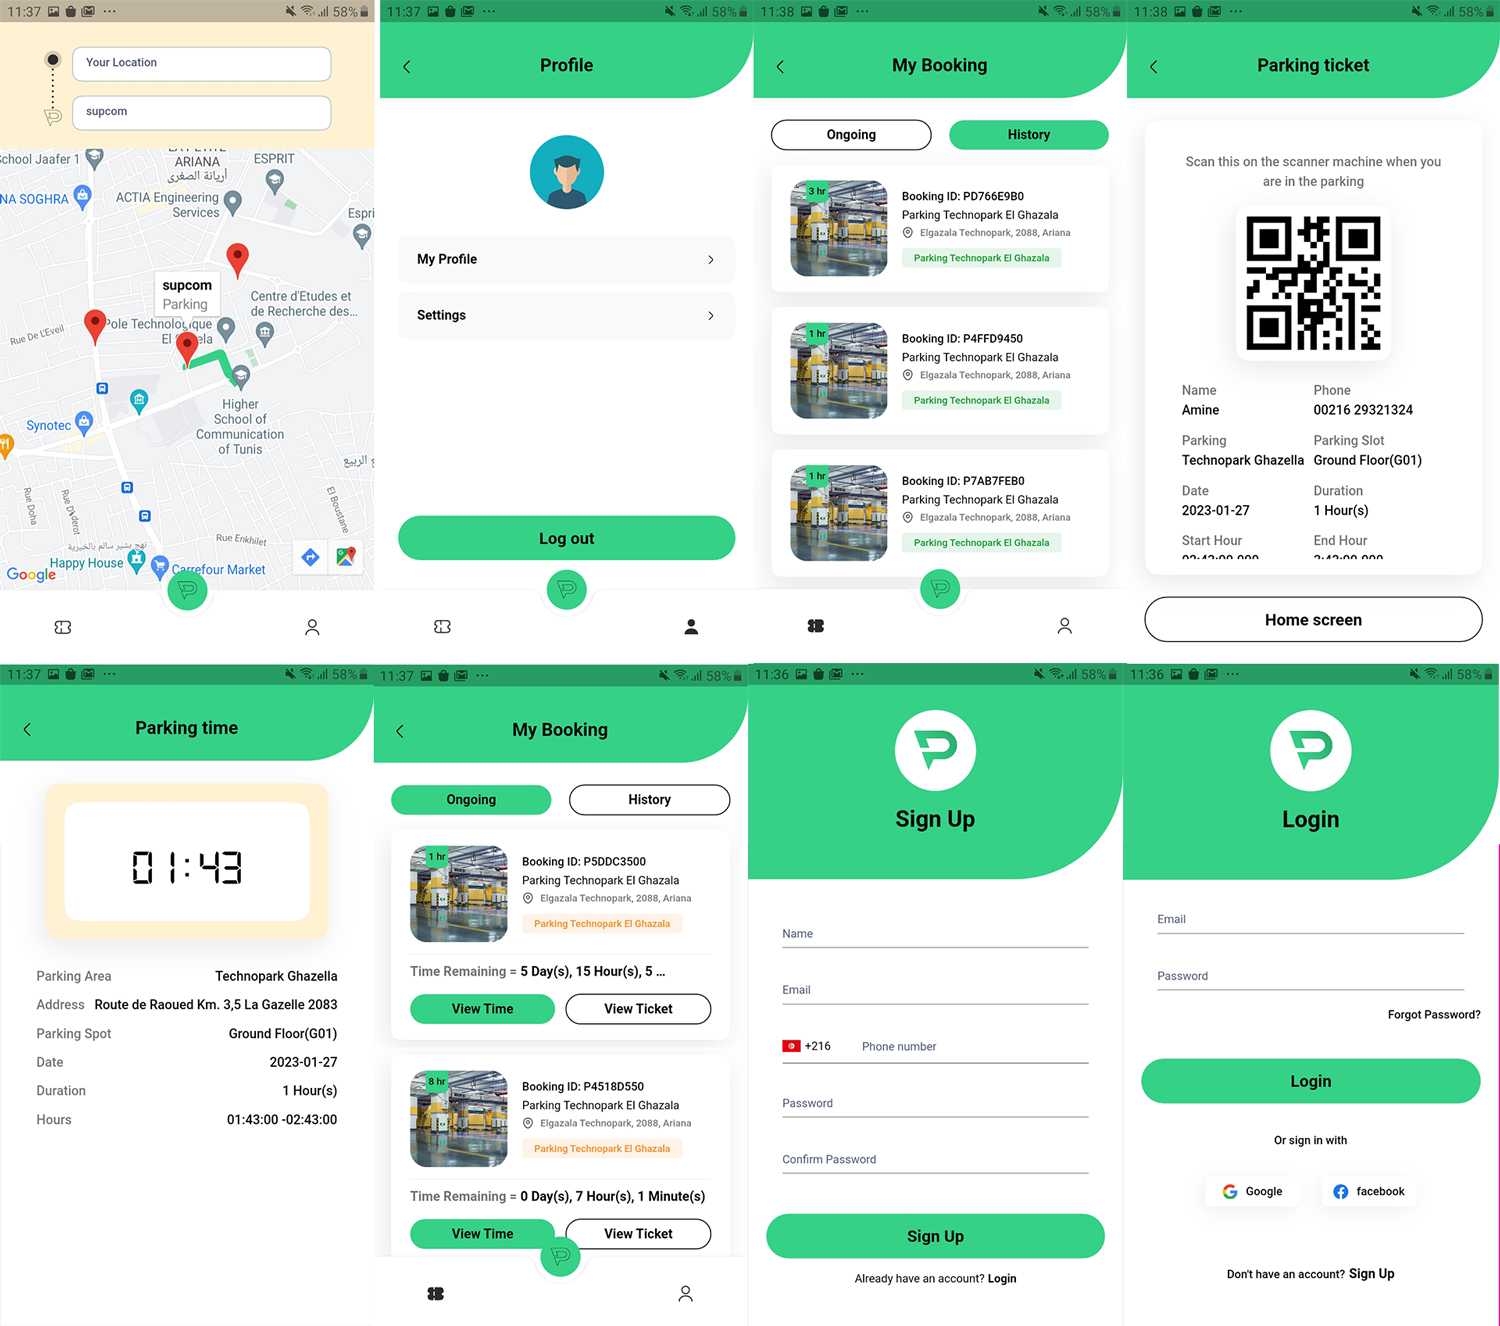 11:37
58%
Your Location
supcom
School Jaafer 1
ARIANA
أريانة الصغرى
ESPRIT
NA SOGHRA
ACTIA Engineering
Services
Espri
supcom
Parking
Centre d'Etudes et
de Recherche des...
Pole Technologique
El Ghazela
Rue De L'Eveil
Higher
School of
Communication
of Tunis
Synotec
Rue Doha
Rue Diderot
El Boustane
Rue Enkhilet
نهج بشير سالم بالخيرية
Happy House
Carrefour Market
Google
11:37
58%
Profile
My Profile
Settings
Log out
11:38
58%
My Booking
Ongoing
History
3 hr
Booking ID: PD766E9B0
Parking Technopark El Ghazala
Elgazala Technopark, 2088, Ariana
Parking Technopark El Ghazala
1 hr
Booking ID: P4FFD9450
Parking Technopark El Ghazala
Elgazala Technopark, 2088, Ariana
Parking Technopark El Ghazala
1 hr
Booking ID: P7AB7FEB0
Parking Technopark El Ghazala
Elgazala Technopark, 2088, Ariana
Parking Technopark El Ghazala
11:38
58%
Parking ticket
Scan this on the scanner machine when you
are in the parking
Name
Phone
Amine
00216 29321324
Parking
Parking Slot
Technopark Ghazella
Ground Floor(G01)
Date
Duration
2023-01-27
1 Hour(s)
Start Hour
End Hour
Home screen
11:37
58%
Parking time
01:43
Parking Area
Technopark Ghazella
Address
Route de Raoued Km. 3,5 La Gazelle 2083
Parking Spot
Ground Floor(G01)
Date
2023-01-27
Duration
1 Hour(s)
Hours
01:43:00 -02:43:00
11:37
58%
My Booking
Ongoing
History
1 hr
Booking ID: P5DDC3500
Parking Technopark El Ghazala
Elgazala Technopark, 2088, Ariana
Parking Technopark El Ghazala
Time Remaining = 5 Day(s), 15 Hour(s), 5 ...
View Time
View Ticket
8 hr
Booking ID: P4518D550
Parking Technopark El Ghazala
Elgazala Technopark, 2088, Ariana
Parking Technopark El Ghazala
Time Remaining = 0 Day(s), 7 Hour(s), 1 Minute(s)
View Time
View Ticket
11:36
58%
Sign Up
Name
Email
+216
Phone number
Password
Confirm Password
Sign Up
Already have an account? Login
11:36
58%
Login
Email
Password
Forgot Password?
Login
Or sign in with
Google
facebook
Don't have an account? Sign Up